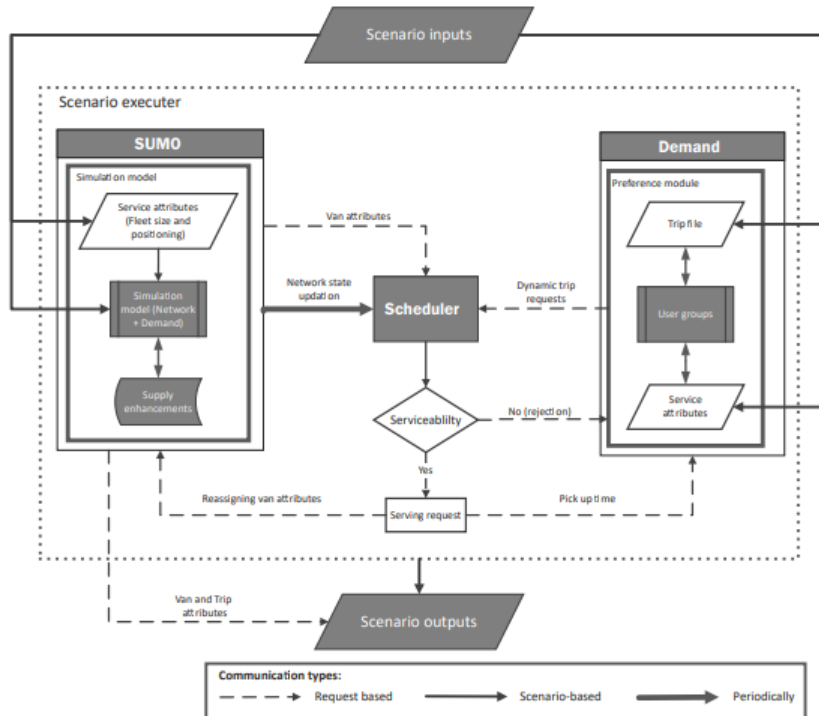 Scenario inputs
Scenario executer
SUMO
Simulation model
Service attributes
(Fleet size and
positioning)
Simulation
model (Network
+ Demand)
Supply
enhancements
Van attributes
Network state
updation
Scheduler
Dynamic trip
requests
Demand
Preference module
Trip file
User groups
Service
attributes
Serviceablilty
No (rejection)
Yes
Reassigning van attributes
Serving request
Pick up time
Van and Trip
attributes
Scenario outputs
Communication types:
Request based
Scenario-based
Periodically